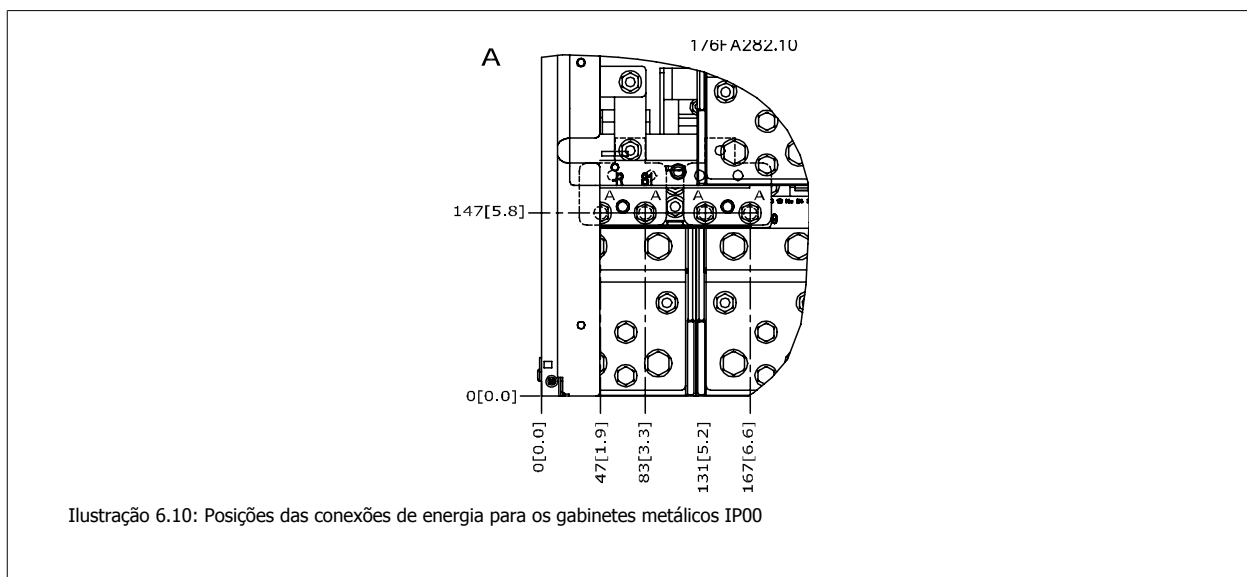 176FA282.10
A
A A A A
147[5.8]
0[0.0]
0[0.0]
47[1.9]
83[3.3]
131[5.2]
167[6.6]
Ilustração 6.10: Posições das conexões de energia para os gabinetes metálicos IP00